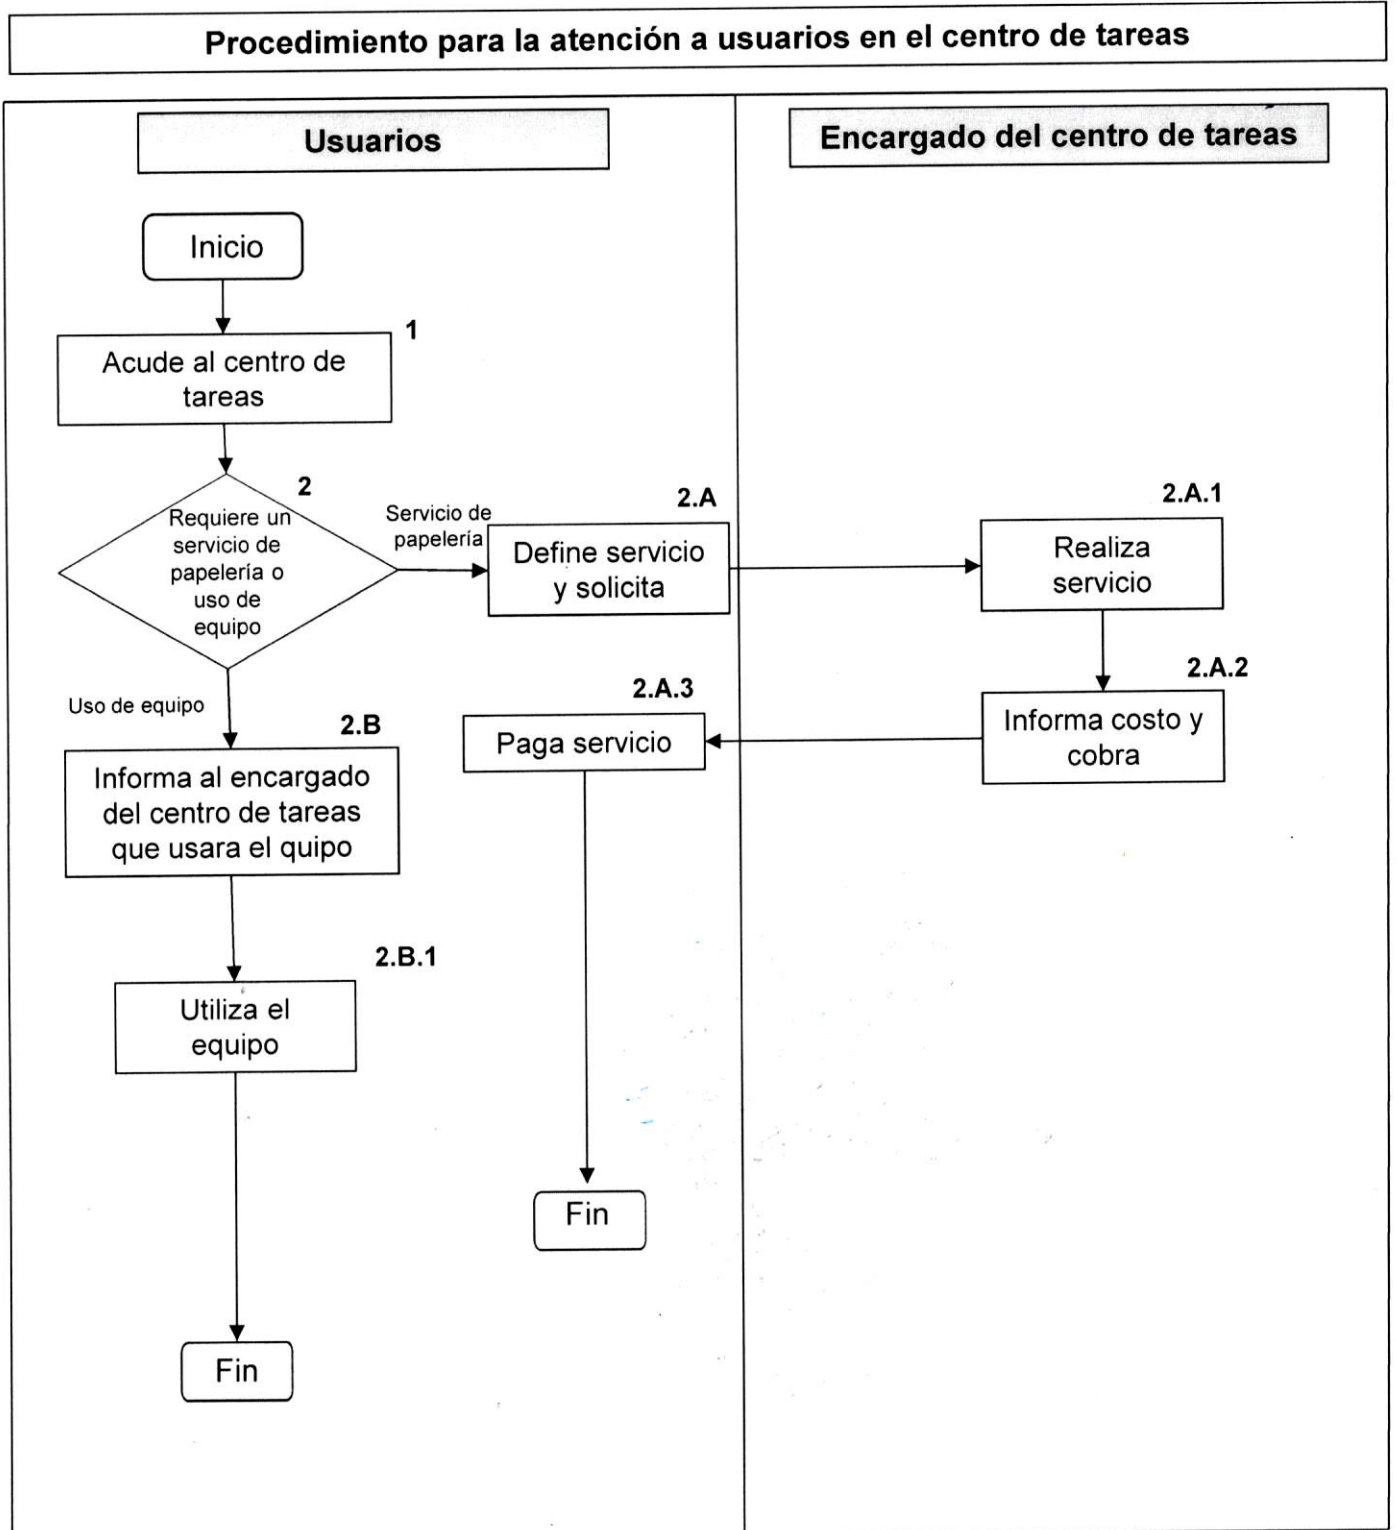 Procedimiento para la atención a usuarios en el centro de tareas
Usuarios
Encargado del centro de tareas
Inicio
1
Acude al centro de
tareas
2
Requiere un
servicio de
papelería o
uso de
equipo
Servicio de
papelería
2.A
Define servicio
y solicita
2.A.1
Realiza
servicio
2.A.2
Informa costo y
cobra
2.A.3
Paga servicio
Fin
Uso de equipo
2.B
Informa al encargado
del centro de tareas
que usara el quipo
2.B.1
Utiliza el
equipo
Fin